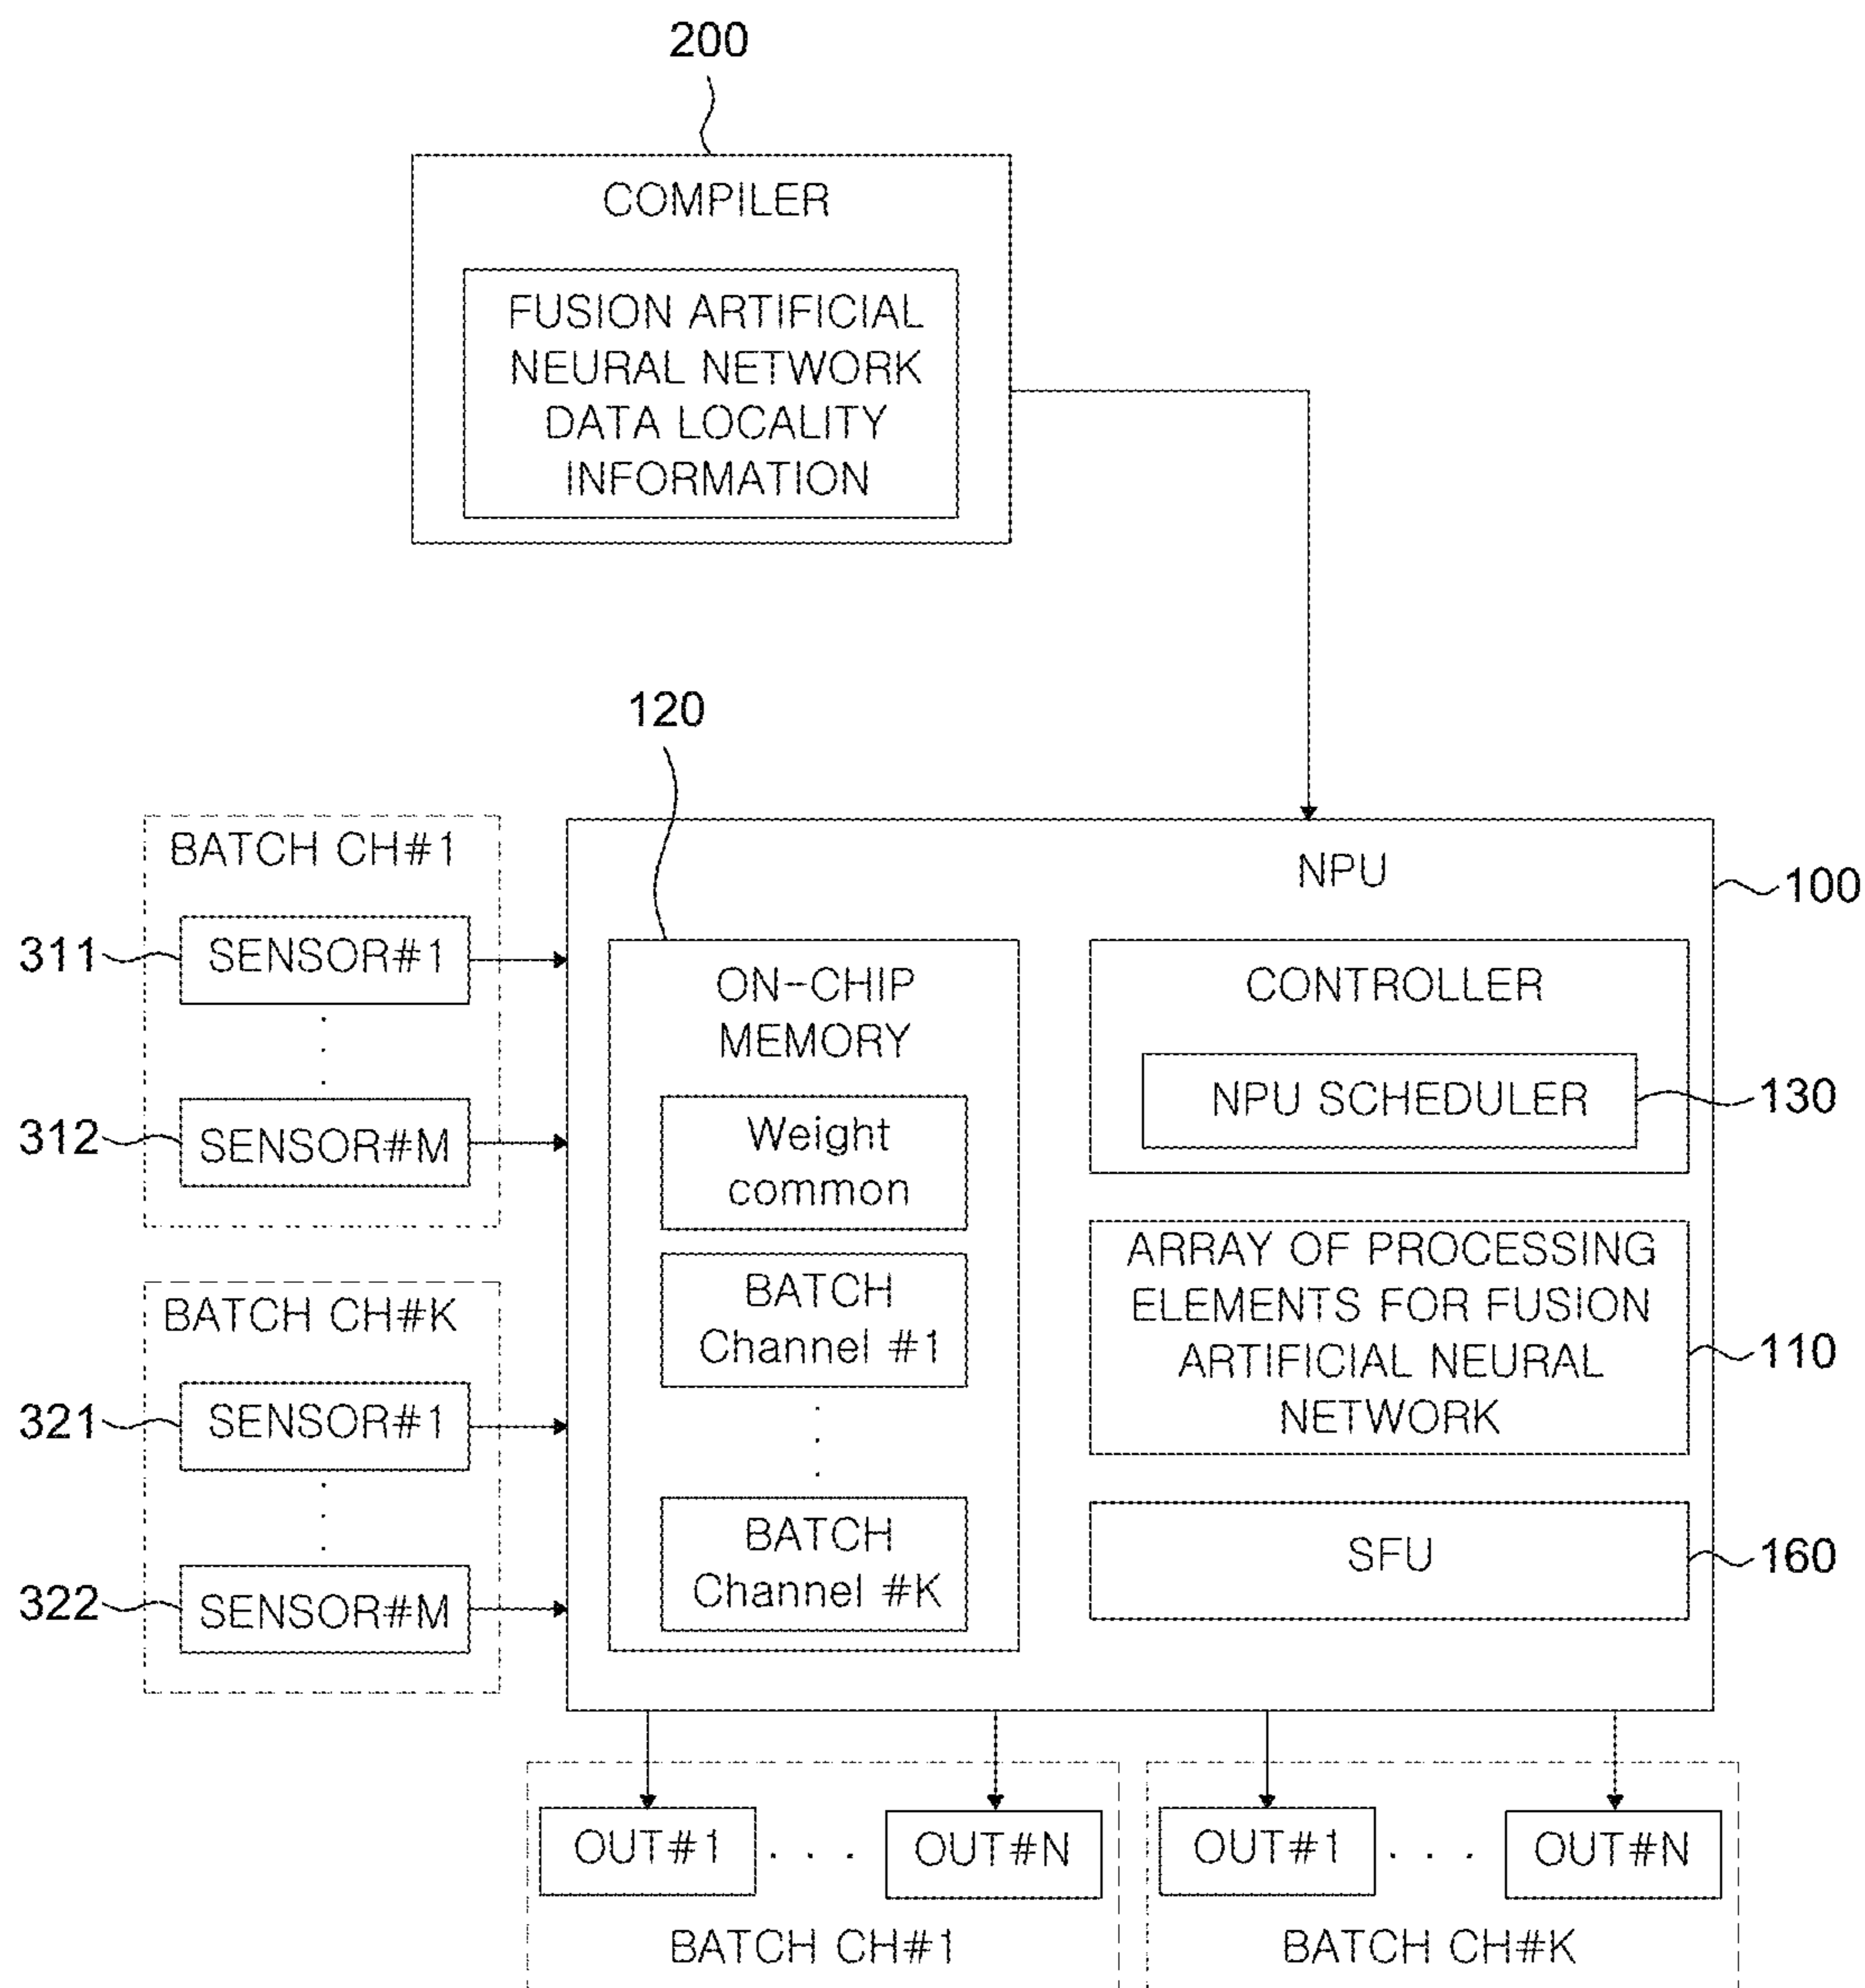 200
COMPILER
FUSION ARTIFICIAL
NEURAL NETWORK
DATA LOCALITY
INFORMATION
120
BATCH CH#1
311
SENSOR#1
312
SENSOR#M
BATCH CH#K
321
SENSOR#1
322
SENSOR#M
NPU
100
ON-CHIP
MEMORY
Weight
common
BATCH
Channel #1
BATCH
Channel #K
CONTROLLER
NPU SCHEDULER
130
ARRAY OF PROCESSING
ELEMENTS FOR FUSION
ARTIFICIAL NEURAL
NETWORK
110
SFU
160
OUT#1 . . . OUT#N
BATCH CH#1
OUT#1 . . . OUT#N
BATCH CH#K